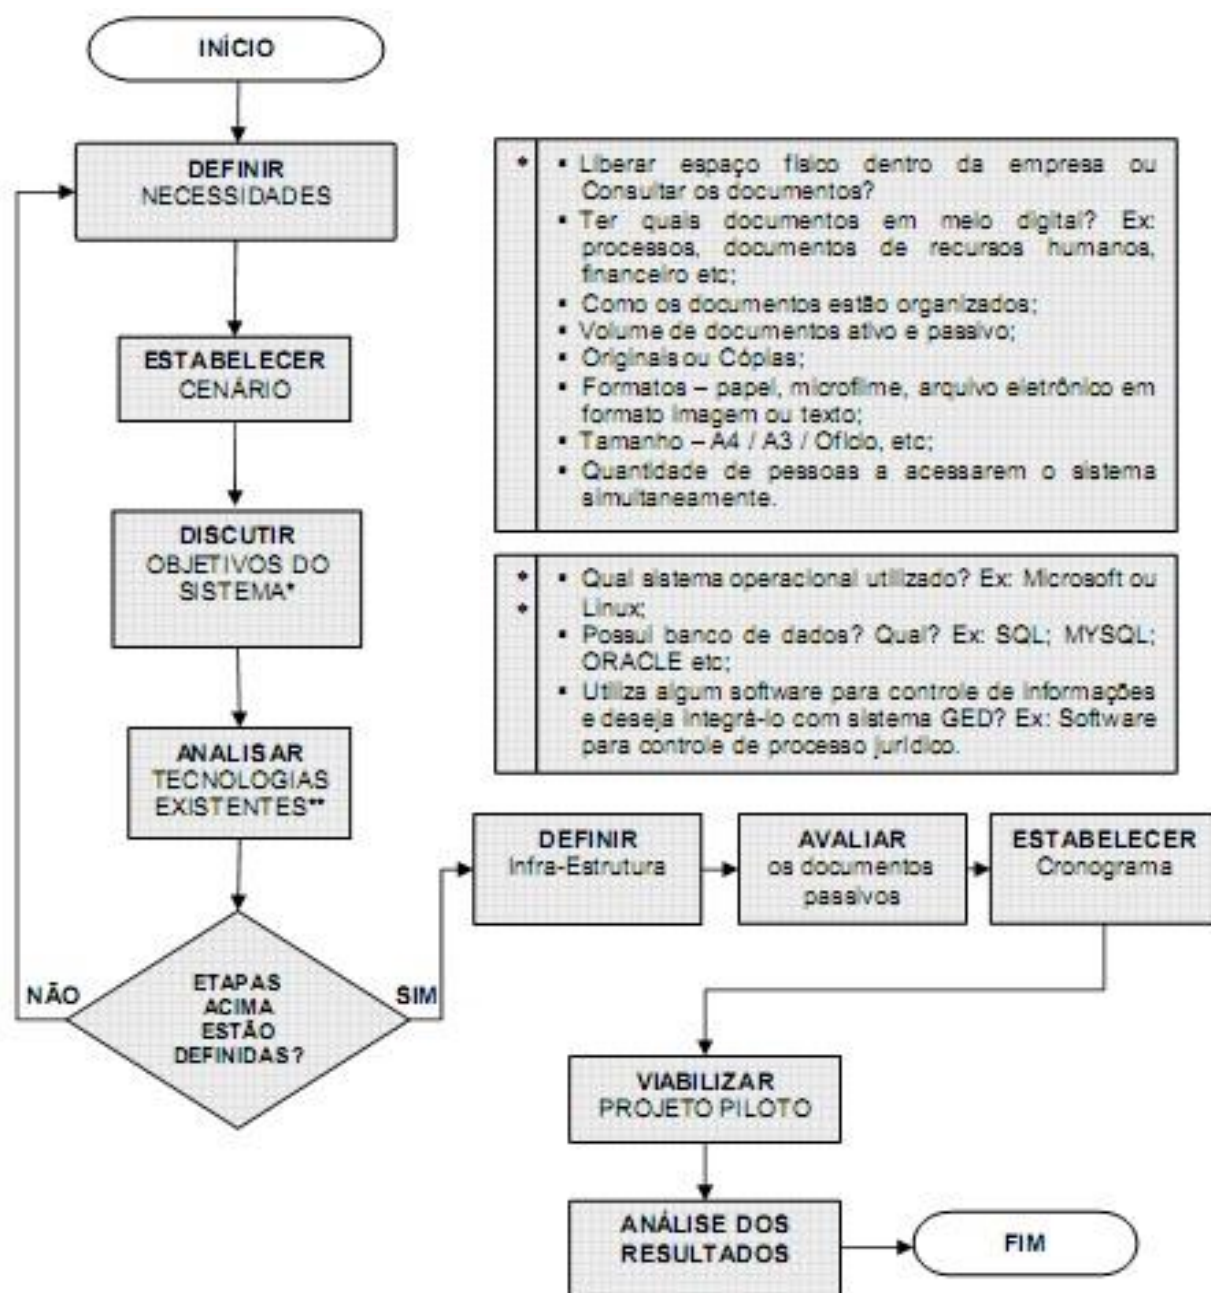 INÍCIO
DEFINIR
NECESSIDADES
ESTABELECER
CENÁRIO
DISCUTIR
OBJETIVOS DO
SISTEMA*
ANALISAR
TECNOLOGIAS
EXISTENTES**
ETAPAS
ACIMA
ESTÃO
DEFINIDAS?
NÃO
SIM
*
▪ Liberar espaço físico dentro da empresa ou
Consultar os documentos?
▪ Ter quais documentos em meio digital? Ex:
processos, documentos de recursos humanos,
financeiro etc;
▪ Como os documentos estão organizados;
▪ Volume de documentos ativo e passivo;
▪ Originais ou Cópias;
▪ Formatos – papel, microfilme, arquivo eletrônico em
formato imagem ou texto;
▪ Tamanho – A4 / A3 / Ofício, etc;
▪ Quantidade de pessoas a acessarem o sistema
simultaneamente.
*
*
▪ Qual sistema operacional utilizado? Ex: Microsoft ou
Linux;
▪ Possui banco de dados? Qual? Ex: SQL; MYSQL;
ORACLE etc;
▪ Utiliza algum software para controle de informações
e deseja integrá-lo com sistema GED? Ex: Software
para controle de processo jurídico.
DEFINIR
Infra-Estrutura
AVALIAR
os documentos
passivos
ESTABELECER
Cronograma
VIABILIZAR
PROJETO PILOTO
ANÁLISE DOS
RESULTADOS
FIM